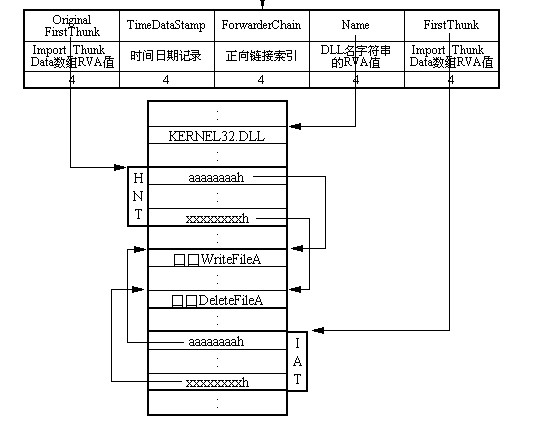 Original
FirstThunk
TimeDataStamp
ForwarderChain
Name
FirstThunk
Import Thunk
Data数组RVA值
时间日期记录
正向链接索引
DLL名字符串
的RVA值
Import Thunk
Data数组RVA值
4
4
4
4
4
:
KERNEL32.DLL
:
H
N
T
aaaaaaaah
:
xxxxxxxxh
:
□□WriteFileA
:
□□DeleteFileA
:
I
A
T
aaaaaaaah
:
xxxxxxxxh
: